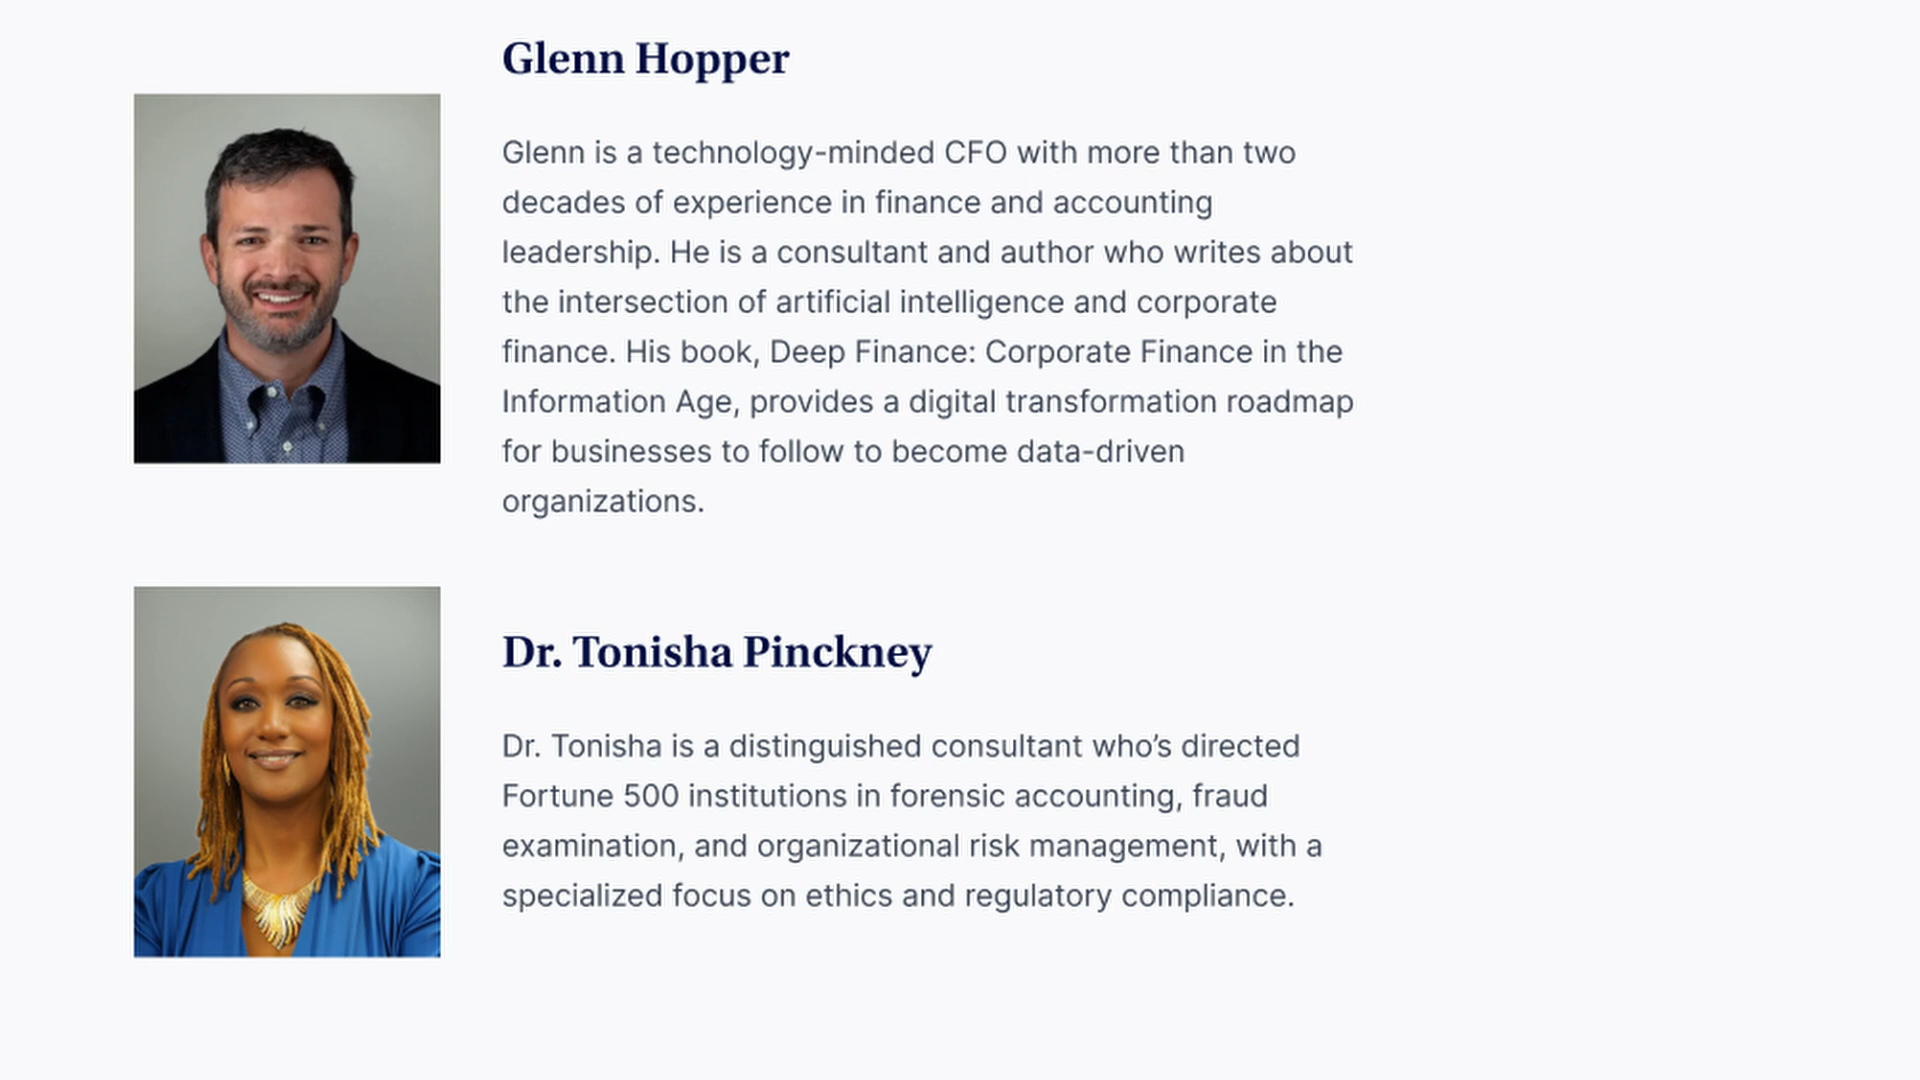 Glenn Hopper
Glenn is a technology-minded CFO with more than two
decades of experience in finance and accounting
leadership. He is a consultant and author who writes about
the intersection of artificial intelligence and corporate
finance. His book, Deep Finance: Corporate Finance in the
Information Age, provides a digital transformation roadmap
for businesses to follow to become data-driven
organizations.
Dr. Tonisha Pinckney
Dr. Tonisha is a distinguished consultant who’s directed
Fortune 500 institutions in forensic accounting, fraud
examination, and organizational risk management, with a
specialized focus on ethics and regulatory compliance.